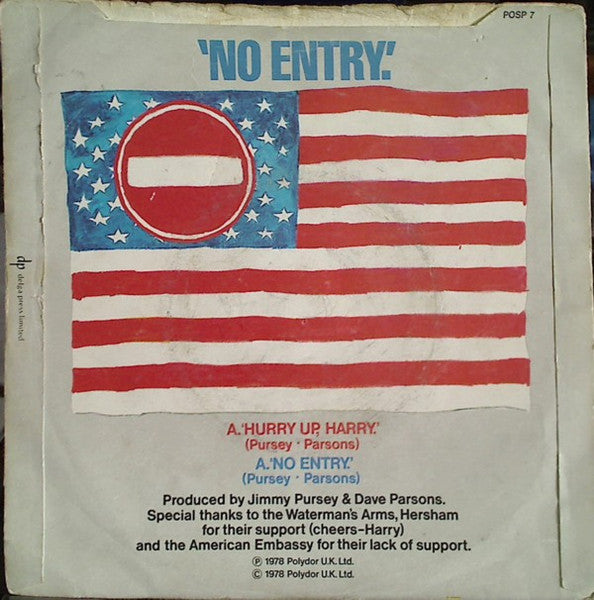 POSP 7
'NO ENTRY.'
dp delga press limited
A.'HURRY UP, HARRY.'
(Pursey · Parsons)
A.'NO ENTRY.'
(Pursey · Parsons)
Produced by Jimmy Pursey & Dave Parsons.
Special thanks to the Waterman's Arms, Hersham
for their support (cheers-Harry)
and the American Embassy for their lack of support.
Ⓟ 1978 Polydor U.K. Ltd.
© 1978 Polydor U.K. Ltd.